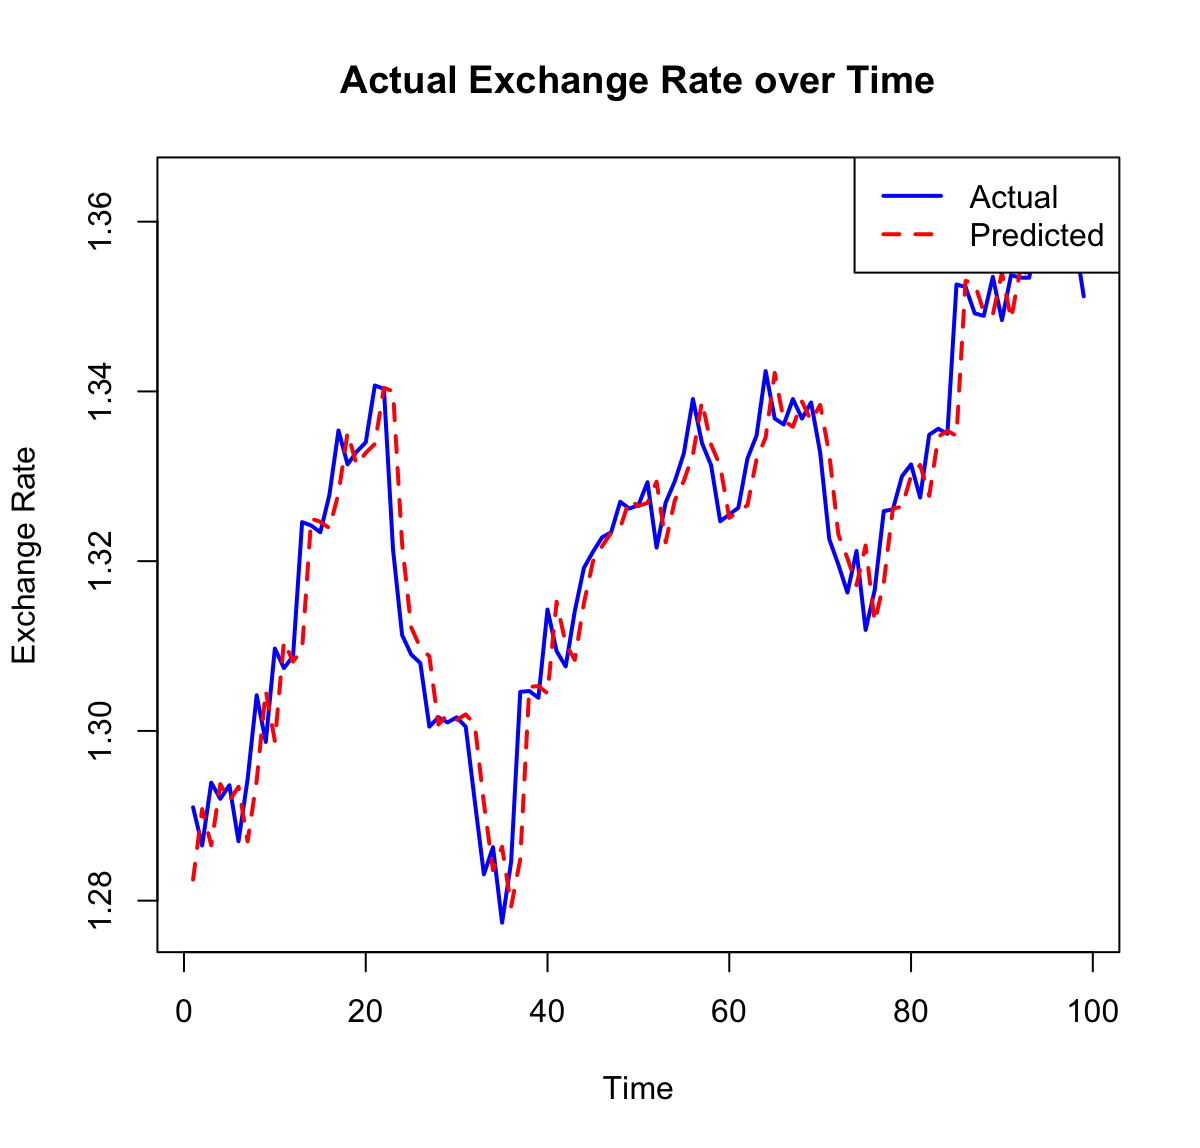 Actual Exchange Rate over Time
Actual
Predicted
Exchange Rate
1.36
1.34
1.32
1.30
1.28
0 20 40 60 80 100
Time